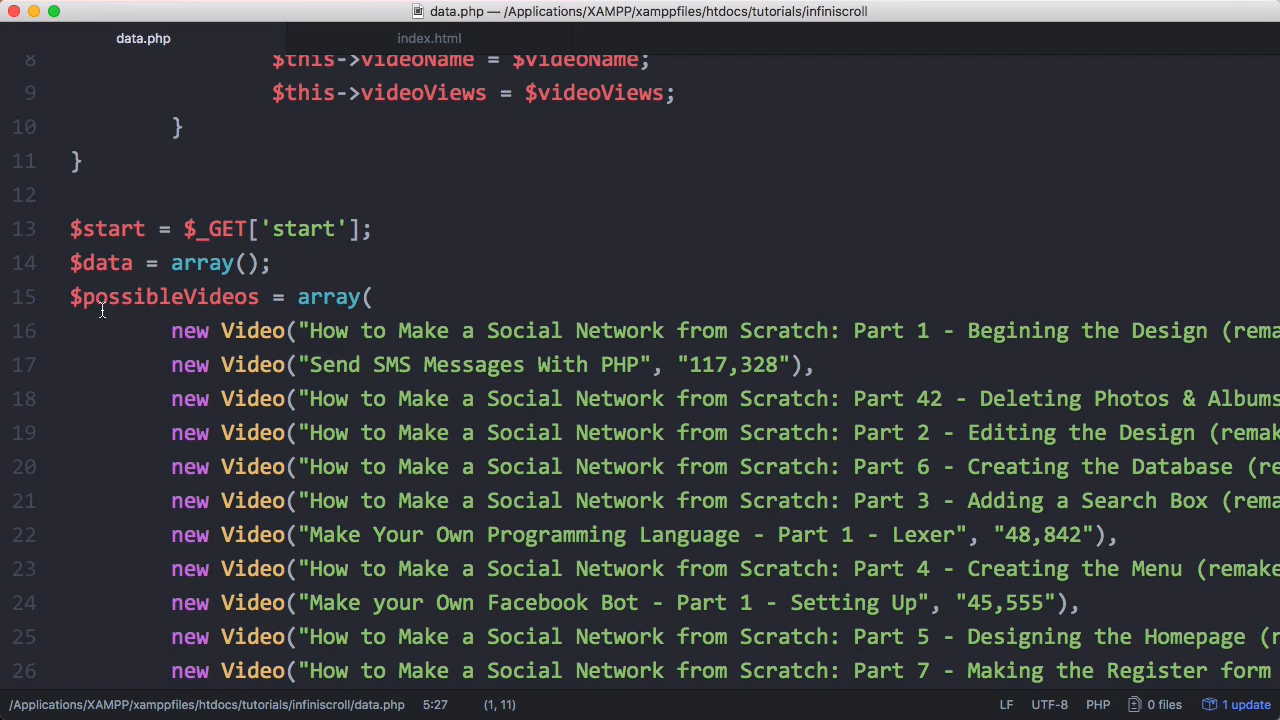 data.php — /Applications/XAMPP/xamppfiles/htdocs/tutorials/infiniscroll
data.php index.html
8 $this->videoName = $videoName;
9 $this->videoViews = $videoViews;
10 }
11 }
12
13 $start = $_GET['start'];
14 $data = array();
15 $possibleVideos = array(
16 new Video("How to Make a Social Network from Scratch: Part 1 - Begining the Design (rema
17 new Video("Send SMS Messages With PHP", "117,328"),
18 new Video("How to Make a Social Network from Scratch: Part 42 - Deleting Photos & Albums
19 new Video("How to Make a Social Network from Scratch: Part 2 - Editing the Design (remak
20 new Video("How to Make a Social Network from Scratch: Part 6 - Creating the Database (re
21 new Video("How to Make a Social Network from Scratch: Part 3 - Adding a Search Box (rema
22 new Video("Make Your Own Programming Language - Part 1 - Lexer", "48,842"),
23 new Video("How to Make a Social Network from Scratch: Part 4 - Creating the Menu (remake
24 new Video("Make your Own Facebook Bot - Part 1 - Setting Up", "45,555"),
25 new Video("How to Make a Social Network from Scratch: Part 5 - Designing the Homepage (r
26 new Video("How to Make a Social Network from Scratch: Part 7 - Making the Register form
/Applications/XAMPP/xamppfiles/htdocs/tutorials/infiniscroll/data.php 5:27 (1, 11) LF UTF-8 PHP 0 files 1 update